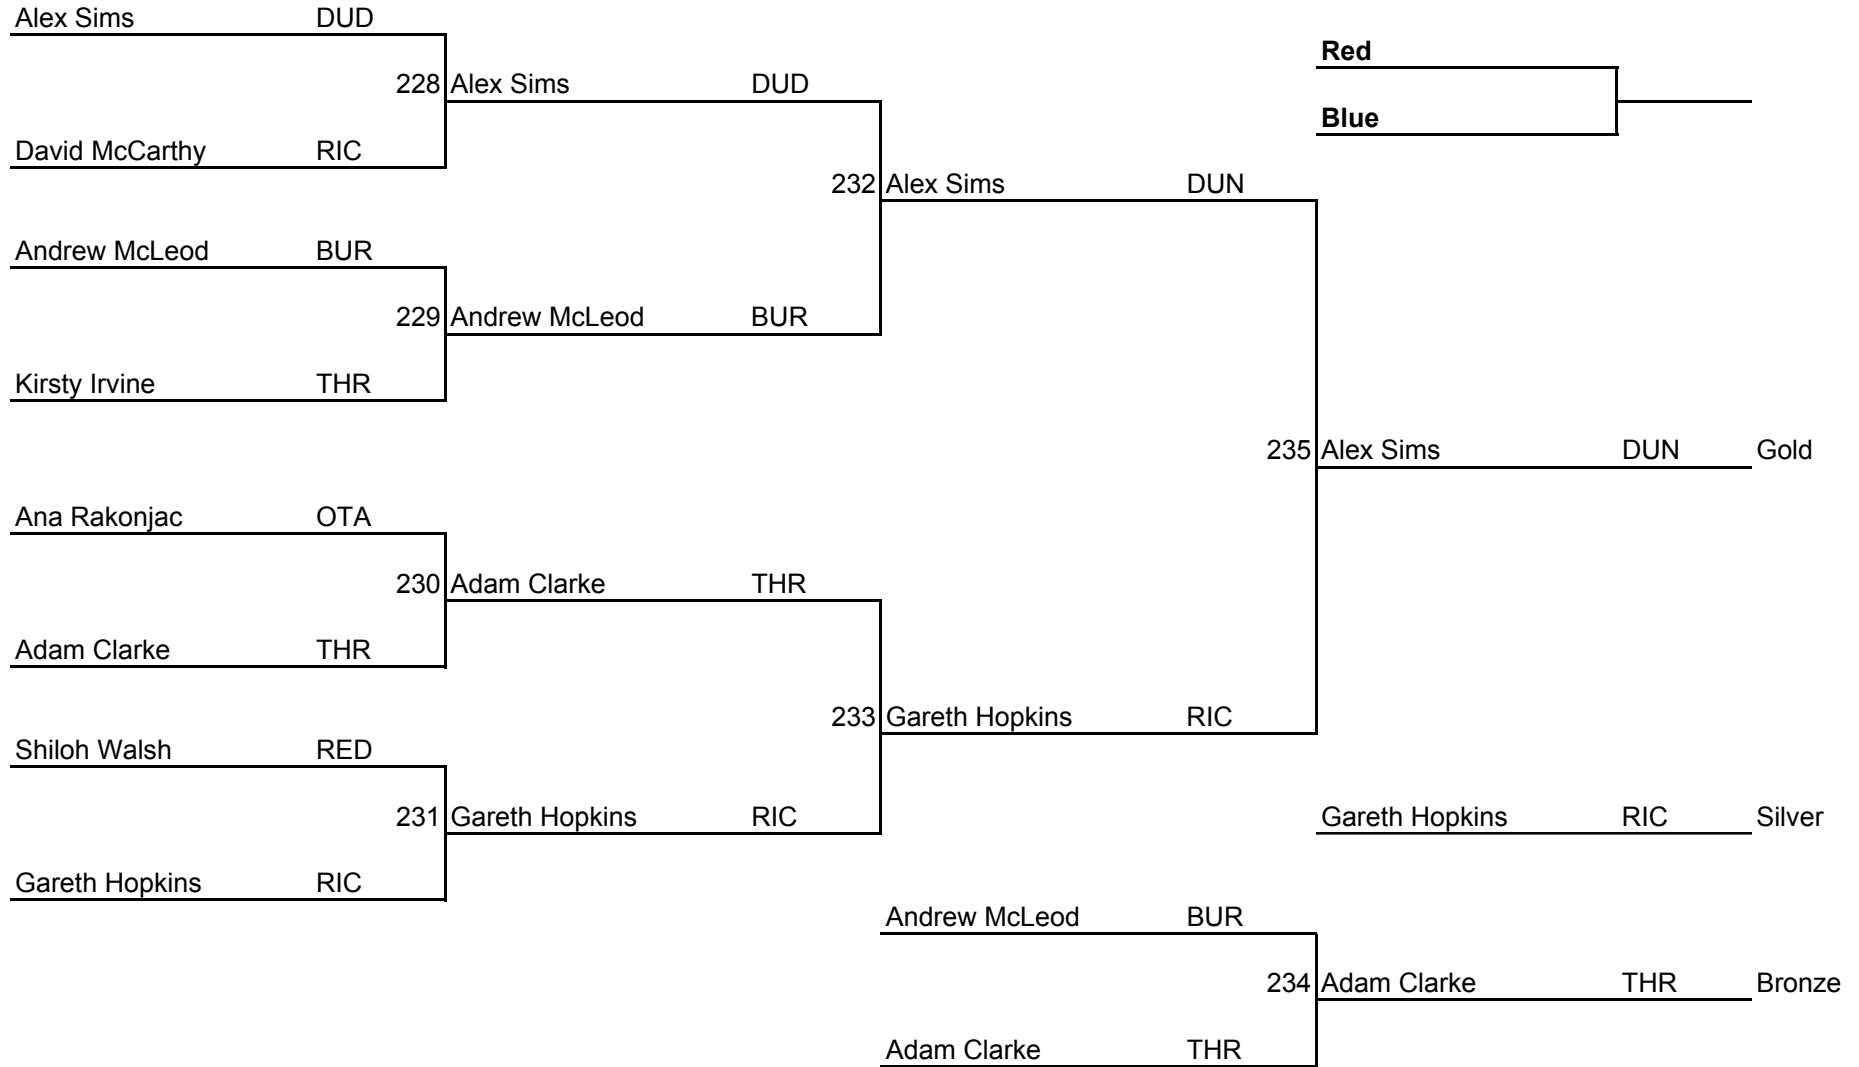 Alex Sims DUD
Red
228 Alex Sims DUD
Blue
David McCarthy RIC
232 Alex Sims DUN
Andrew McLeod BUR
229 Andrew McLeod BUR
Kirsty Irvine THR
235 Alex Sims DUN Gold
Ana Rakonjac OTA
230 Adam Clarke THR
Adam Clarke THR
233 Gareth Hopkins RIC
Shiloh Walsh RED
231 Gareth Hopkins RIC
Gareth Hopkins RIC Silver
Gareth Hopkins RIC
Andrew McLeod BUR
234 Adam Clarke THR Bronze
Adam Clarke THR